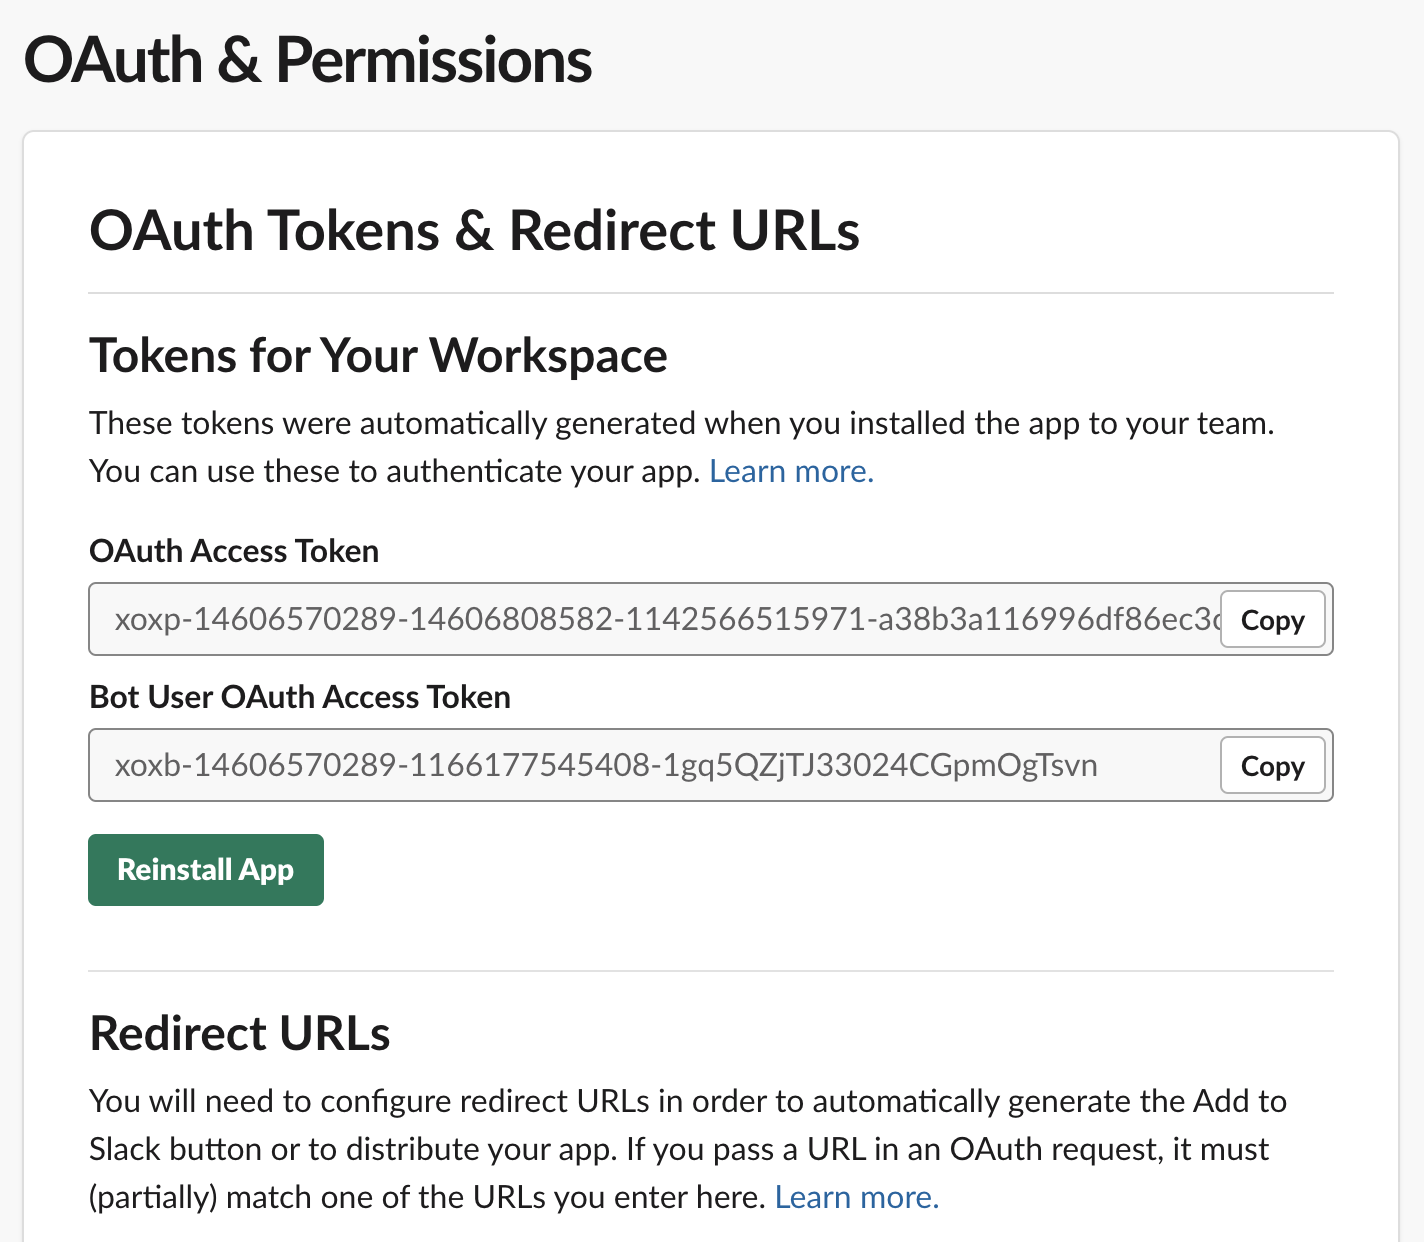 OAuth & Permissions
OAuth Tokens & Redirect URLs
Tokens for Your Workspace
These tokens were automatically generated when you installed the app to your team.
You can use these to authenticate your app. Learn more.
OAuth Access Token
xoxp-14606570289-14606808582-1142566515971-a38b3a116996df86ec3c Copy
Bot User OAuth Access Token
xoxb-14606570289-1166177545408-1gq5QZjTJ33024CGpmOgTsvn Copy
Reinstall App
Redirect URLs
You will need to configure redirect URLs in order to automatically generate the Add to
Slack button or to distribute your app. If you pass a URL in an OAuth request, it must
(partially) match one of the URLs you enter here. Learn more.